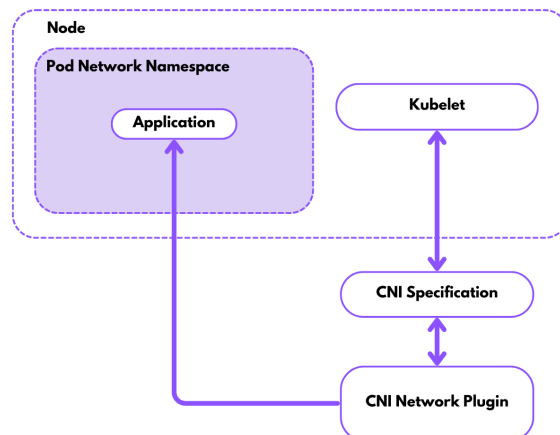 Node
Pod Network Namespace
Application
Kubelet
CNI Specification
CNI Network Plugin